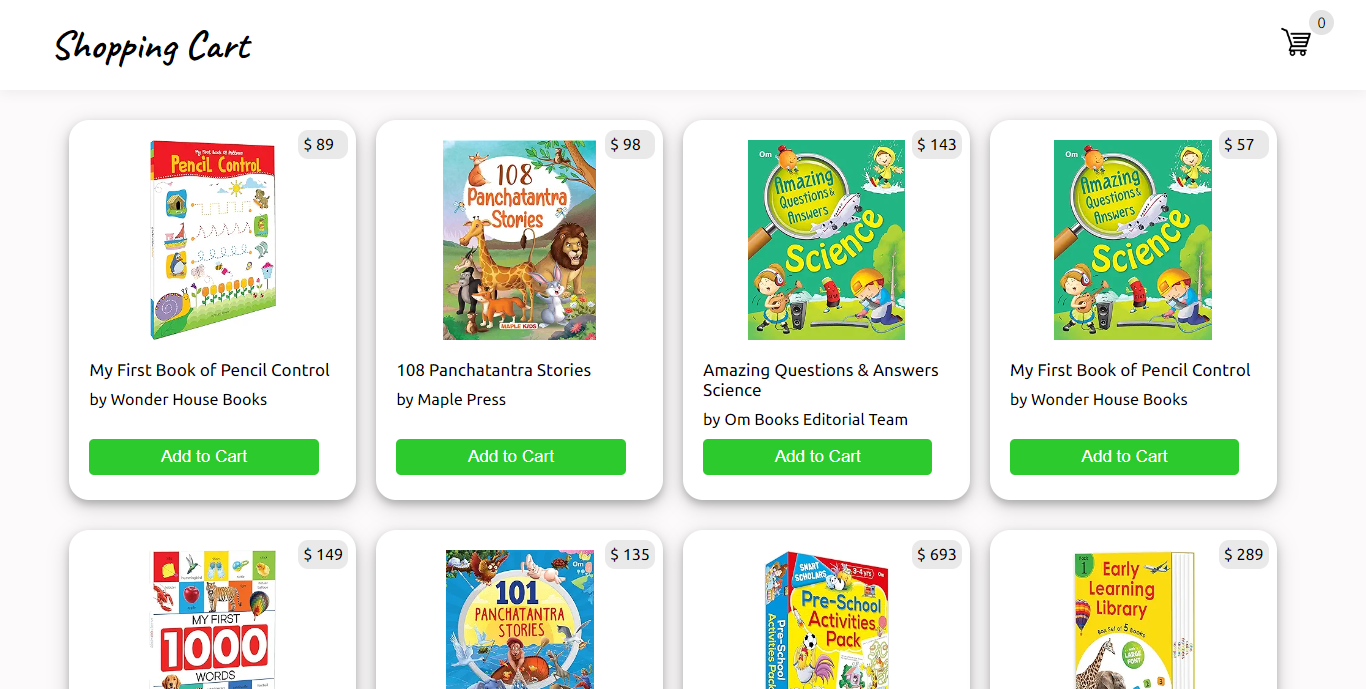 Shopping Cart
0
$ 89
My First Book Of Patterns
Pencil Control
My First Book of Pencil Control
by Wonder House Books
Add to Cart
$ 98
108
Panchatantra
Stories
MAPLE KIDS
108 Panchatantra Stories
by Maple Press
Add to Cart
$ 143
Om
Amazing
Questions &
Answers
Science
Amazing Questions & Answers
Science
by Om Books Editorial Team
Add to Cart
$ 57
Om
Amazing
Questions &
Answers
Science
My First Book of Pencil Control
by Wonder House Books
Add to Cart
$ 149
MY FIRST
1000
WORDS
$ 135
Om
101
PANCHATANTRA
STORIES
$ 693
SMART
SCHOLARS
3-4 yrs
Om
Pre-School
Activities
Pack
Pre-School
Activities Pack
$ 289
1
Early
Learning
Library
Box Set of 5 Books
LARGE
FONT